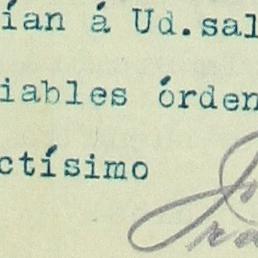 ían á Ud.sal
iables órden
ctísimo